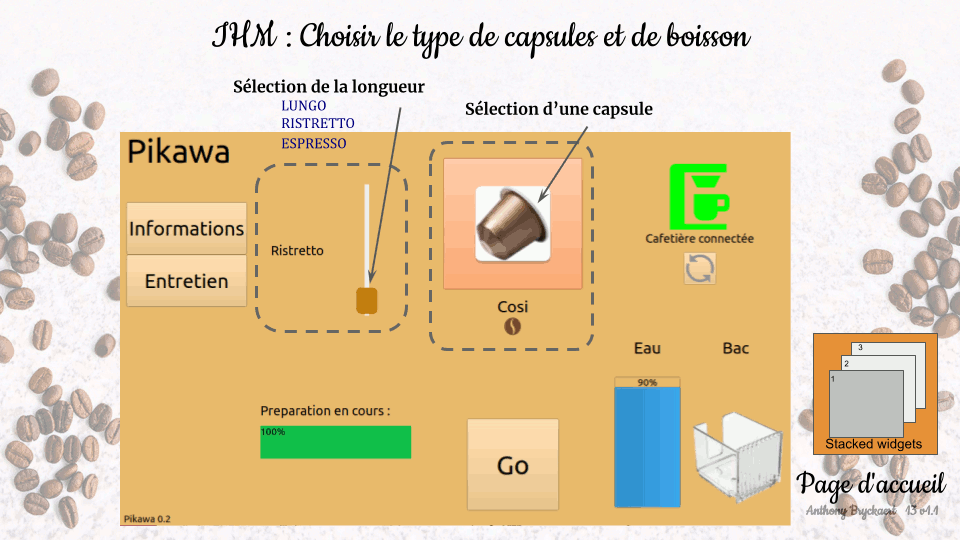 IHM : Choisir le type de capsules et de boisson
Sélection de la longueur
LUNGO
RISTRETTO
ESPRESSO
Sélection d'une capsule
Pikawa
Informations
Entretien
Ristretto
Cosi
Cafetière connectée
Eau
Bac
90%
Preparation en cours :
100%
Go
Pikawa 0.2
3
2
1
Stacked widgets
Page d'accueil
Anthony Bryckaert 13 v1.1